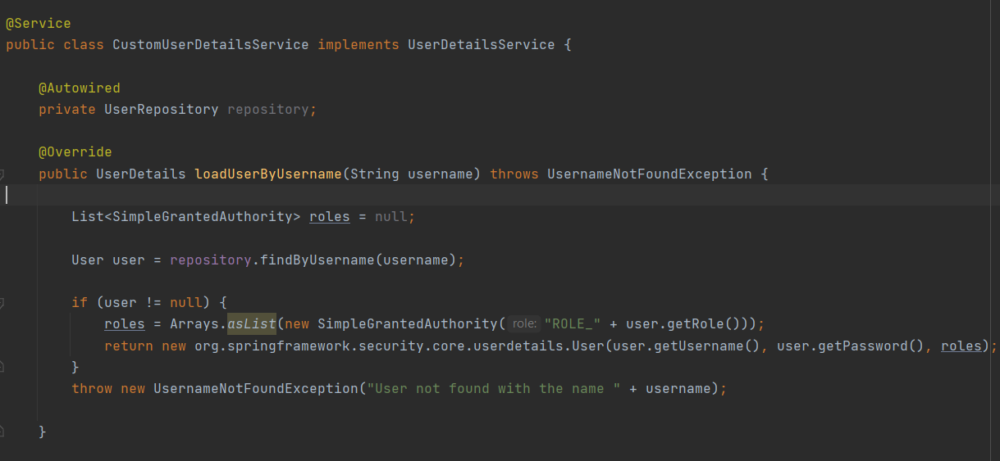 @Service
public class CustomUserDetailsService implements UserDetailsService {
@Autowired
private UserRepository repository;
@Override
public UserDetails loadUserByUsername(String username) throws UsernameNotFoundException {
List<SimpleGrantedAuthority> roles = null;
User user = repository.findByUsername(username);
if (user != null) {
roles = Arrays.asList(new SimpleGrantedAuthority( role: "ROLE_" + user.getRole()));
return new org.springframework.security.core.userdetails.User(user.getUsername(), user.getPassword(), roles);
}
throw new UsernameNotFoundException("User not found with the name " + username);
}